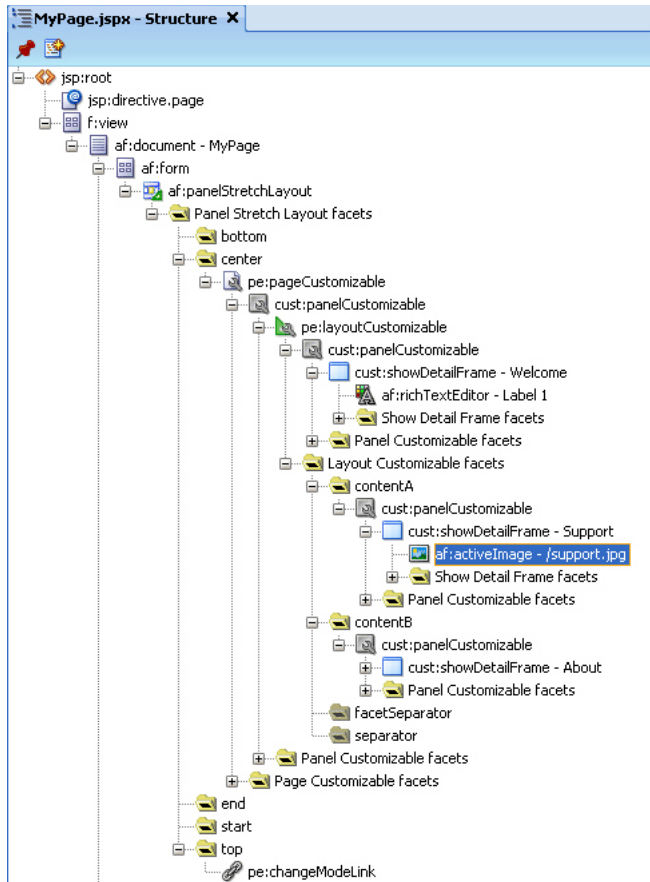 MyPage.jspx - Structure
jsp:root
jsp:directive.page
f:view
af:document - MyPage
af:form
af:panelStretchLayout
Panel Stretch Layout facets
bottom
center
pe:pageCustomizable
cust:panelCustomizable
pe:layoutCustomizable
cust:panelCustomizable
cust:showDetailFrame - Welcome
af:richTextEditor - Label 1
Show Detail Frame facets
Panel Customizable facets
Layout Customizable facets
contentA
cust:panelCustomizable
cust:showDetailFrame - Support
af:activeImage - /support.jpg
Show Detail Frame facets
Panel Customizable facets
contentB
cust:panelCustomizable
cust:showDetailFrame - About
Panel Customizable facets
facetSeparator
separator
Panel Customizable facets
Page Customizable facets
end
start
top
pe:changeModeLink